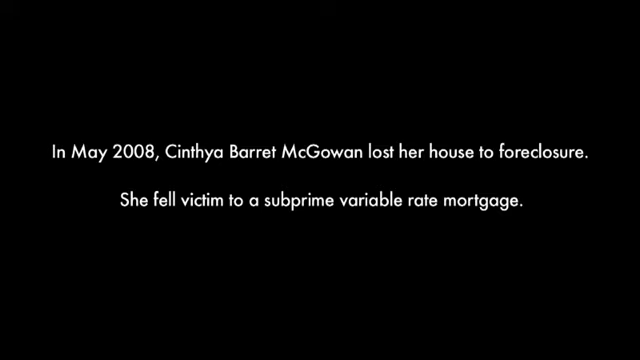 In May 2008, Cinthya Barret McGowan lost her house to foreclosure.
She fell victim to a subprime variable rate mortgage.